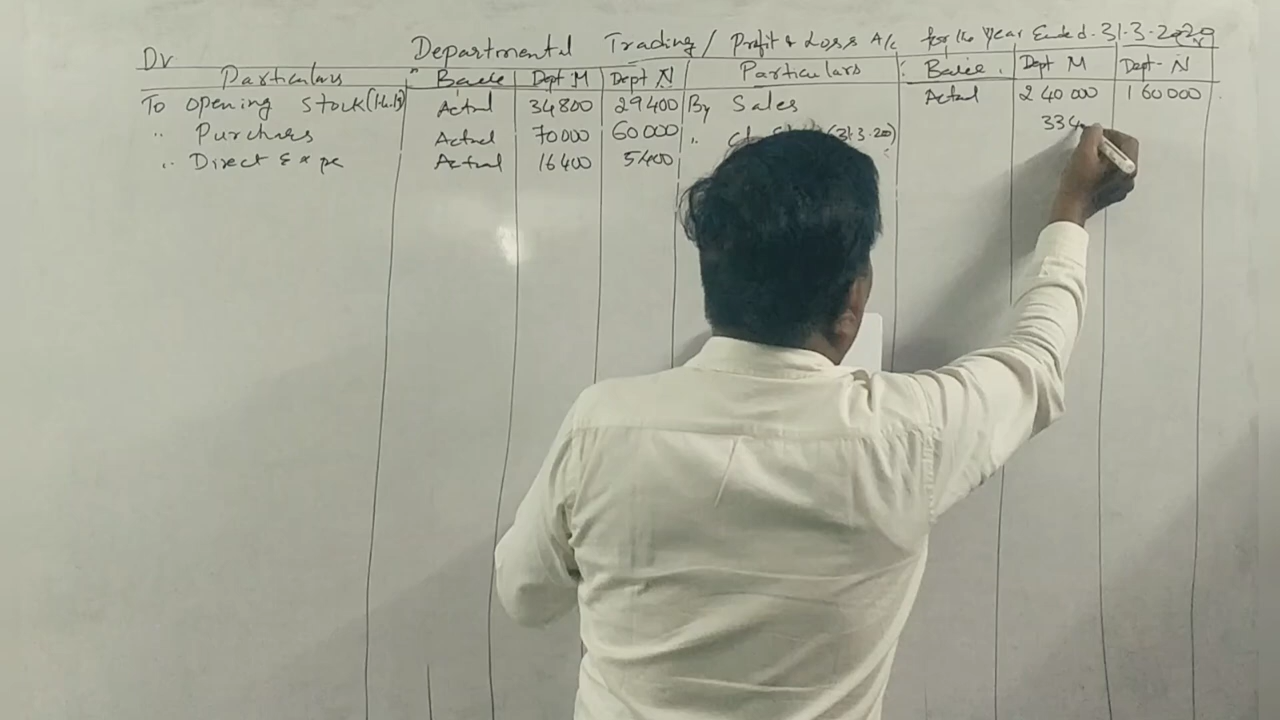 Dr Departmental Trading / Profit & Loss A/c for the Year Ended 31.3.2020
Particulars Basis Dept M Dept N Particulars Basis Dept M Dept N
To opening Stock Actual 34800 29400 By Sales Actual 240000 160000
" Purchases Actual 70000 60000 " (31.3.20) 334
" Direct Exp Actual 16400 5400